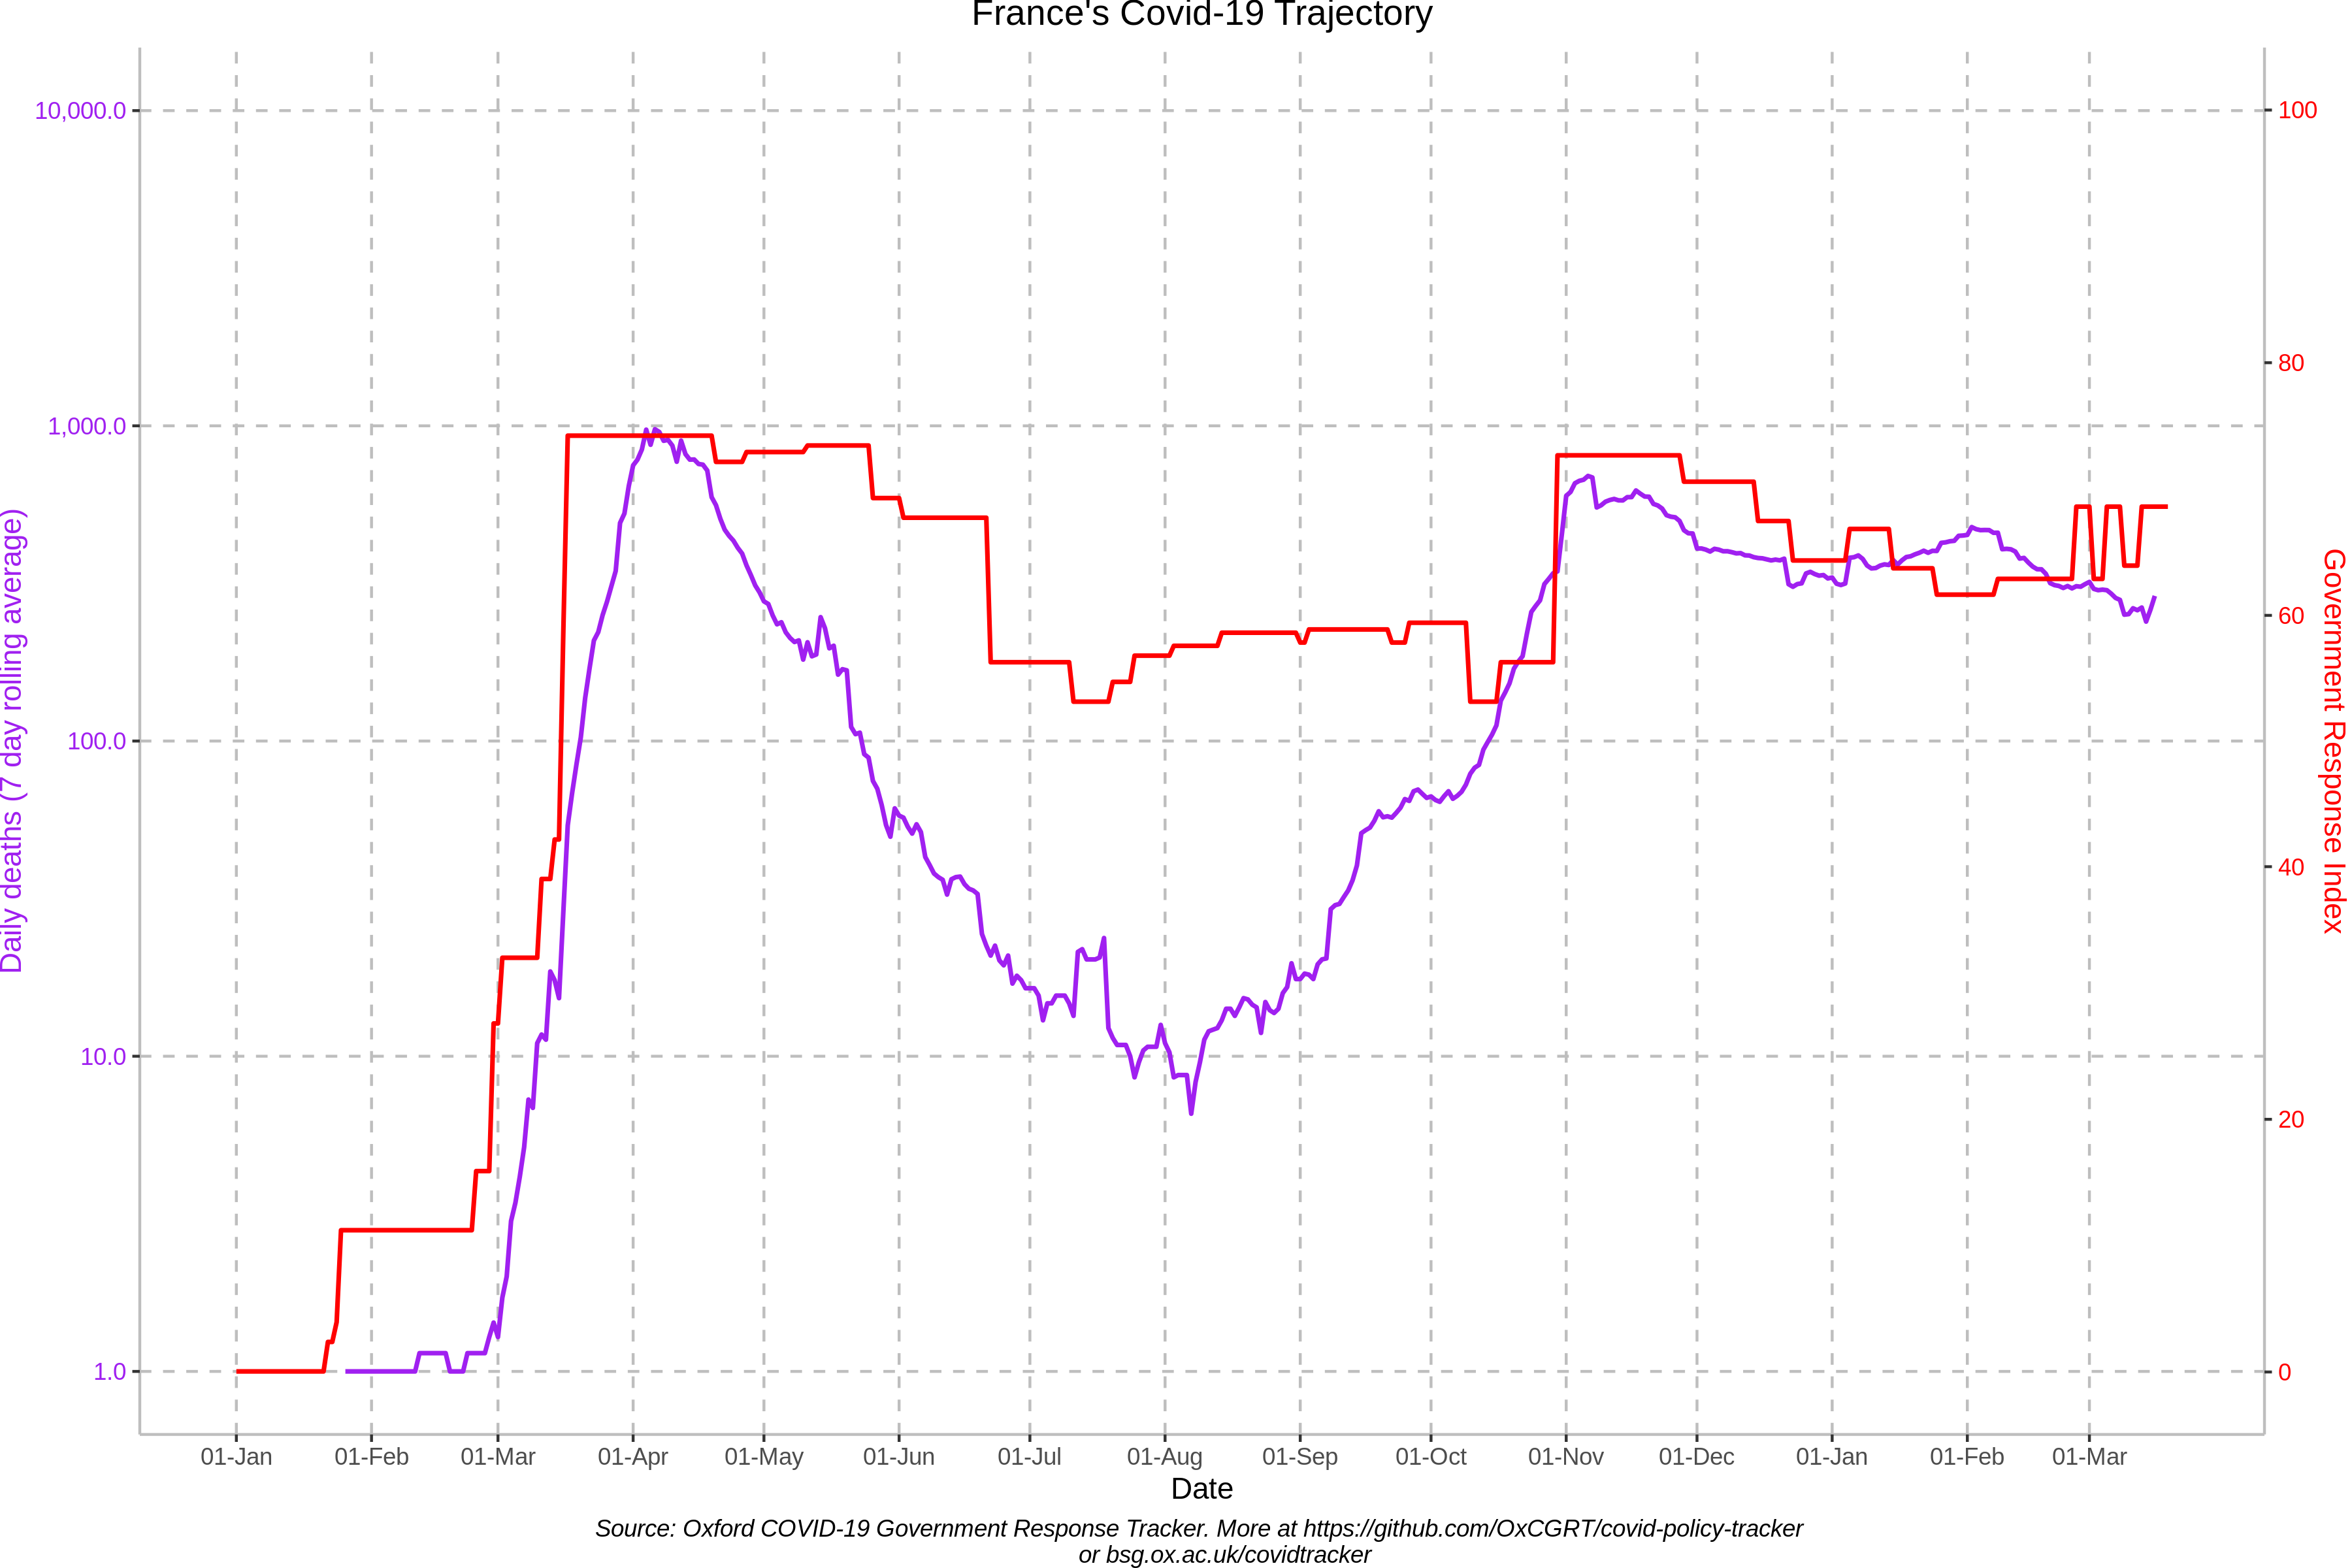 France's Covid-19 Trajectory
10,000.0
1,000.0
100.0
10.0
1.0
Daily deaths (7 day rolling average)
100
80
60
40
20
0
Government Response Index
01-Jan 01-Feb 01-Mar 01-Apr 01-May 01-Jun 01-Jul 01-Aug 01-Sep 01-Oct 01-Nov 01-Dec 01-Jan 01-Feb 01-Mar
Date
Source: Oxford COVID-19 Government Response Tracker. More at https://github.com/OxCGRT/covid-policy-tracker
or bsg.ox.ac.uk/covidtracker